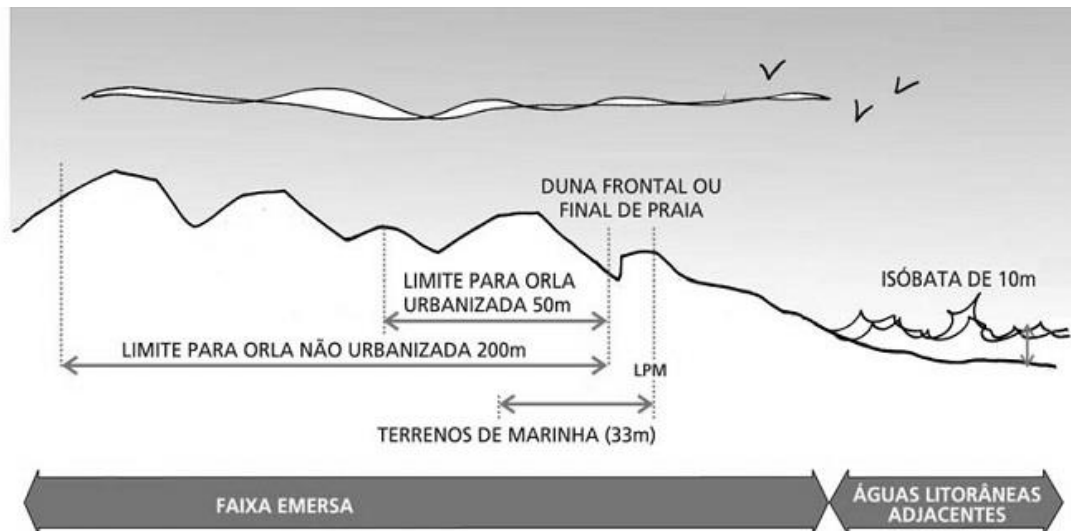 DUNA FRONTAL OU
FINAL DE PRAIA
ISÓBATA DE 10m
LIMITE PARA ORLA
URBANIZADA 50m
LIMITE PARA ORLA NÃO URBANIZADA 200m
LPM
TERRENOS DE MARINHA (33m)
FAIXA EMERSA
ÁGUAS LITORÂNEAS
ADJACENTES